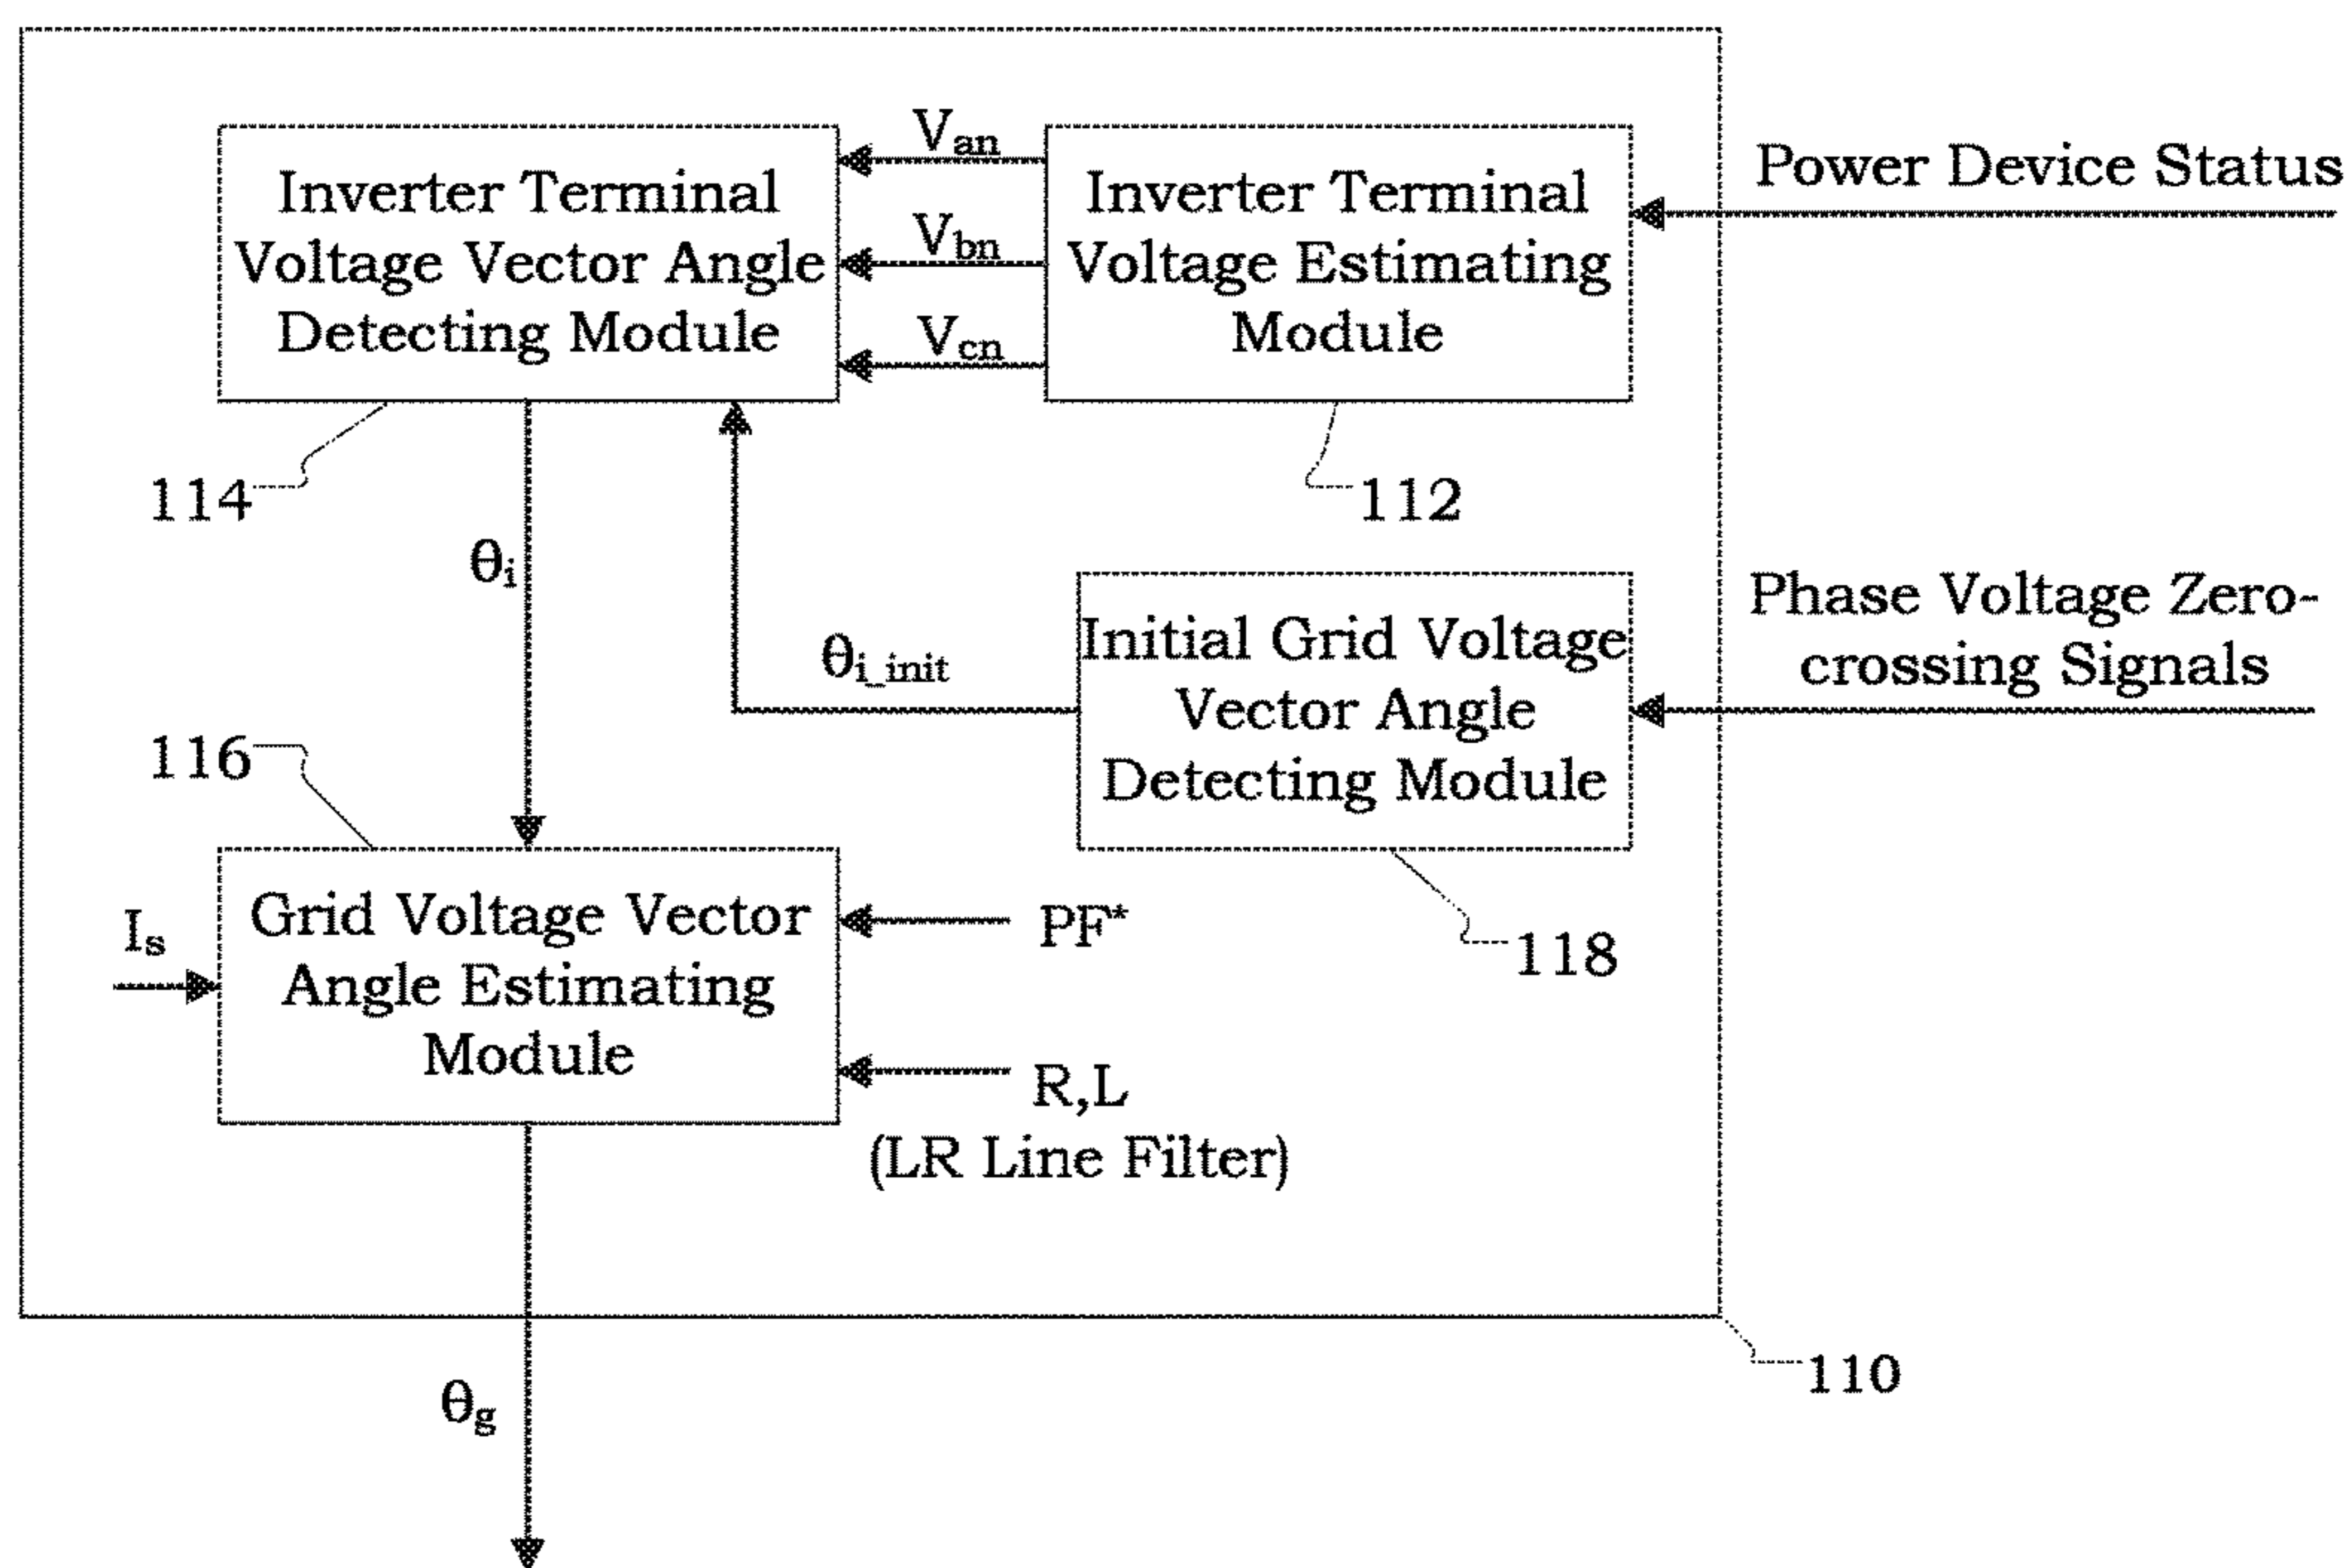 Inverter Terminal
Voltage Vector Angle
Detecting Module
Van
Vbn
Vcn
Inverter Terminal
Voltage Estimating
Module
Power Device Status
114
112
θi
θi_init
Initial Grid Voltage
Vector Angle
Detecting Module
Phase Voltage Zero-
crossing Signals
116
118
Is
Grid Voltage Vector
Angle Estimating
Module
PF*
R,L
(LR Line Filter)
110
θg